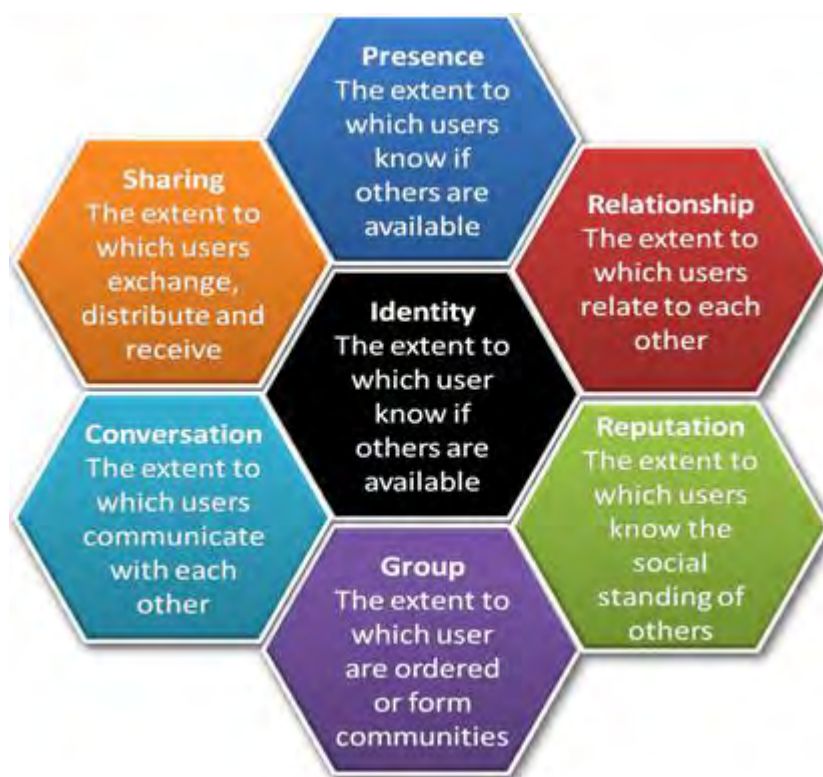 Presence
The extent to
which users
know if
others are
available
Sharing
The extent to
which users
exchange,
distribute and
receive
Relationship
The extent to
which users
relate to each
other
Identity
The extent to
which user
know if
others are
available
Conversation
The extent to
which users
communicate
with each
other
Reputation
The extent to
which users
know the
social
standing of
others
Group
The extent to
which user
are ordered
or form
communities